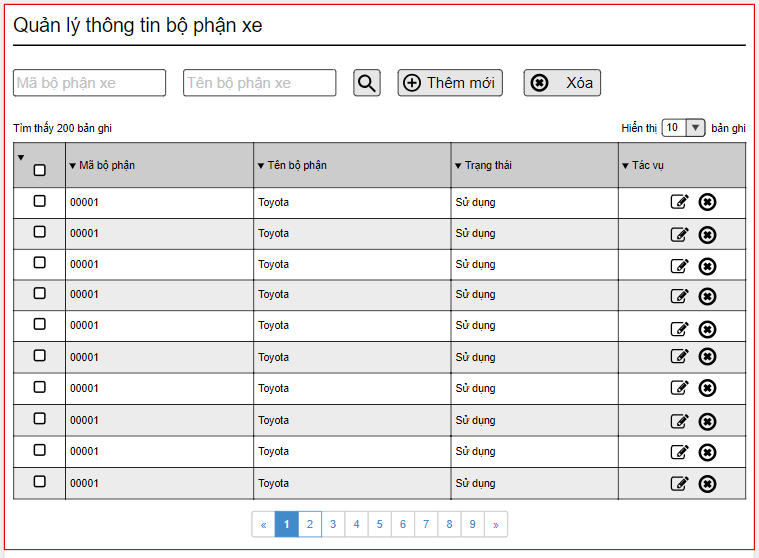 Quản lý thông tin bộ phận xe
Mã bộ phận xe Tên bộ phận xe Thêm mới Xóa
Tìm thấy 200 bản ghi Hiển thị 10 bản ghi
Mã bộ phận Tên bộ phận Trạng thái Tác vụ
00001 Toyota Sử dụng
00001 Toyota Sử dụng
00001 Toyota Sử dụng
00001 Toyota Sử dụng
00001 Toyota Sử dụng
00001 Toyota Sử dụng
00001 Toyota Sử dụng
00001 Toyota Sử dụng
00001 Toyota Sử dụng
00001 Toyota Sử dụng
« 1 2 3 4 5 6 7 8 9 »